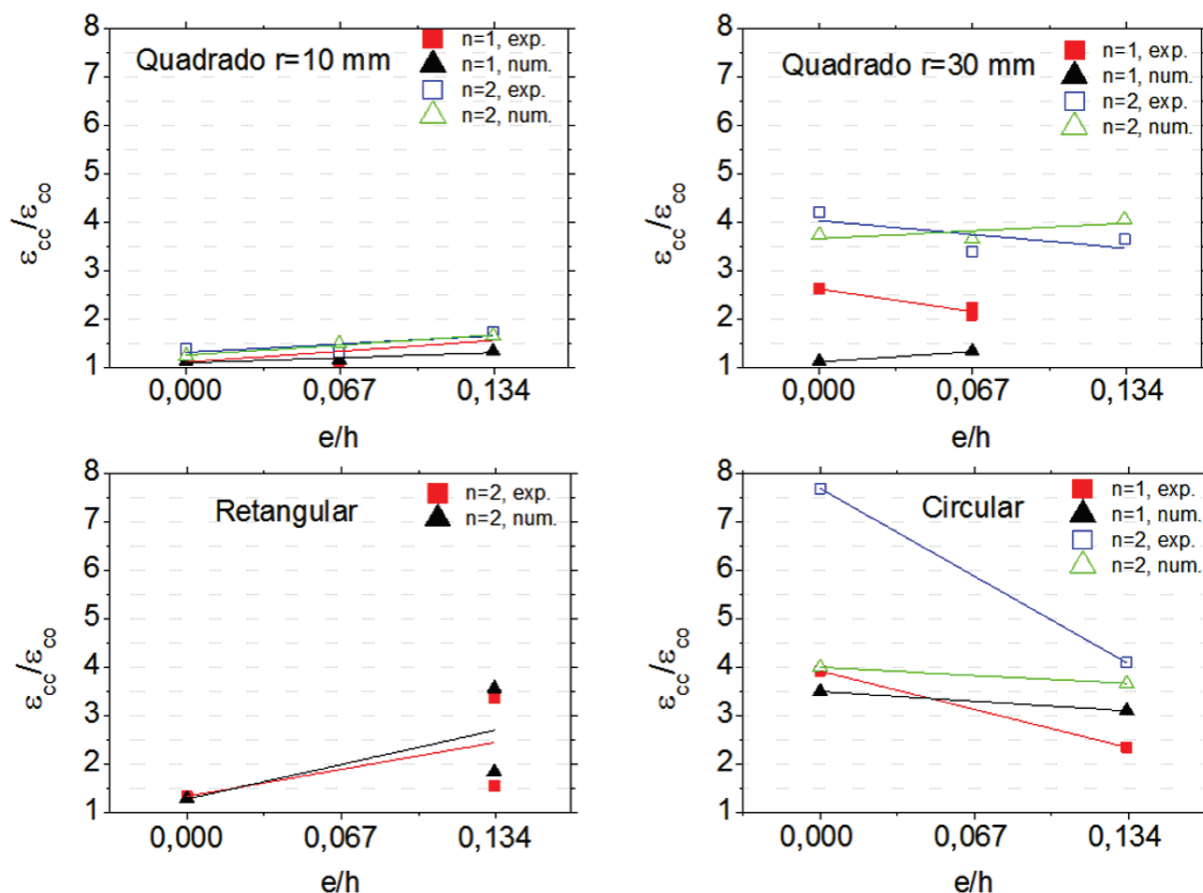 Quadrado r=10 mm
n=1, exp.
n=1, num.
n=2, exp.
n=2, num.
8
7
6
5
4
3
2
1
εcc/εco
0,000
0,067
0,134
e/h
Quadrado r=30 mm
n=1, exp.
n=1, num.
n=2, exp.
n=2, num.
8
7
6
5
4
3
2
1
εcc/εco
0,000
0,067
0,134
e/h
Retangular
n=2, exp.
n=2, num.
8
7
6
5
4
3
2
1
εcc/εco
0,000
0,067
0,134
e/h
Circular
n=1, exp.
n=1, num.
n=2, exp.
n=2, num.
8
7
6
5
4
3
2
1
εcc/εco
0,000
0,067
0,134
e/h